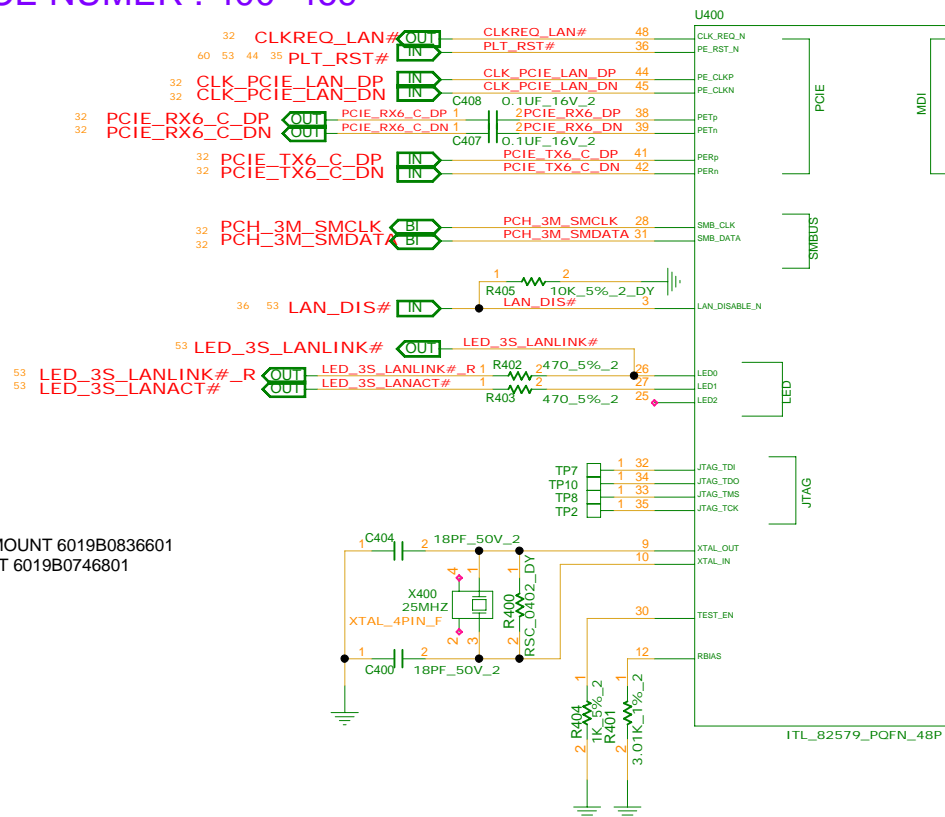 U400
32 CLKREQ_LAN# OUT CLKREQ_LAN# 48 CLK_REQ_N
60 53 44 35 PLT_RST# IN PLT_RST# 36 PE_RST_N
32 CLK_PCIE_LAN_DP IN CLK_PCIE_LAN_DP 44 PE_CLKP
32 CLK_PCIE_LAN_DN IN CLK_PCIE_LAN_DN 45 PE_CLKN
C408 0.1UF_16V_2
32 PCIE_RX6_C_DP OUT PCIE_RX6_C_DP 1 2 PCIE_RX6_DP 38 PETp
32 PCIE_RX6_C_DN OUT PCIE_RX6_C_DN 1 2 PCIE_RX6_DN 39 PETn
C407 0.1UF_16V_2
32 PCIE_TX6_C_DP IN PCIE_TX6_C_DP 41 PERp
32 PCIE_TX6_C_DN IN PCIE_TX6_C_DN 42 PERn
PCIE
MDI
32 PCH_3M_SMCLK BI PCH_3M_SMCLK 28 SMB_CLK
32 PCH_3M_SMDATA BI PCH_3M_SMDATA 31 SMB_DATA
SMBUS
1 2
R405 10K_5%_2_DY
36 53 LAN_DIS# IN LAN_DIS# 3 LAN_DISABLE_N
53 LED_3S_LANLINK# OUT LED_3S_LANLINK#
53 LED_3S_LANLINK#_R OUT LED_3S_LANLINK#_R 1 R402 2 470_5%_2 26 LED0
53 LED_3S_LANACT# OUT LED_3S_LANACT# 1 2 27 LED1
R403 470_5%_2 25 LED2
LED
TP7 1 32 JTAG_TDI
TP10 1 34 JTAG_TDO
TP8 1 33 JTAG_TMS
TP2 1 35 JTAG_TCK
JTAG
MOUNT 6019B0836601
T 6019B0746801
1 C404 2 18PF_50V_2 9 XTAL_OUT
10 XTAL_IN
4 1 1
X400
25MHZ
XTAL_4PIN_F
2 3 2
R400
RSC_0402_DY
1 2
C400 18PF_50V_2
30 TEST_EN
12 RBIAS
1 R404 1K_5%_2 2
1 R401 3.01K_1%_2 2
ITL_82579_PQFN_48P